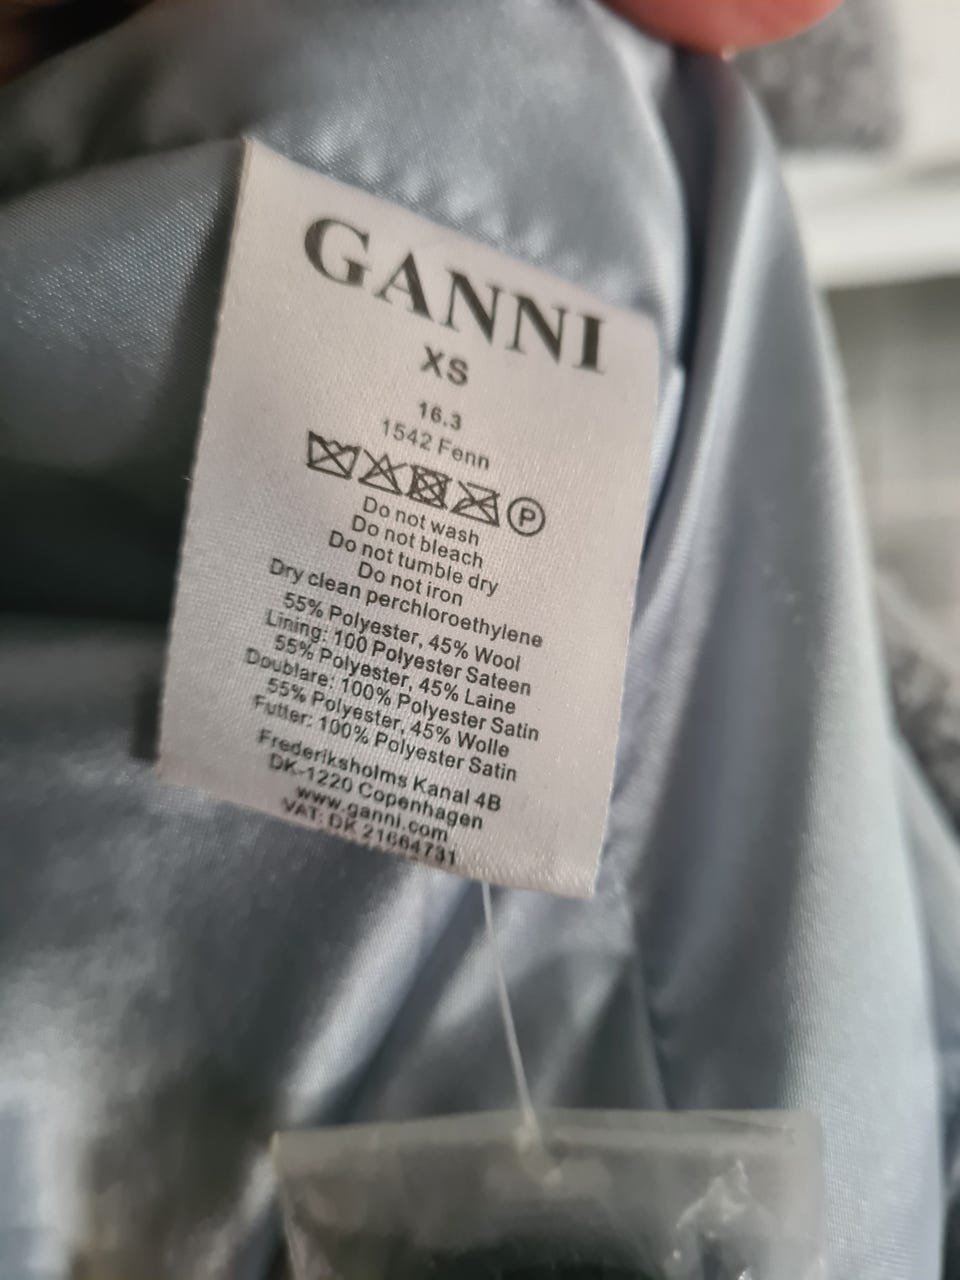 GANNI
XS
16.3
1542 Fenn
P
Do not wash
Do not bleach
Do not tumble dry
Do not iron
Dry clean perchloroethylene
55% Polyester, 45% Wool
Lining: 100 Polyester Sateen
55% Polyester, 45% Laine
Doublare: 100% Polyester Satin
55% Polyester, 45% Wolle
Futter: 100% Polyester Satin
Frederiksholms Kanal 4B
DK-1220 Copenhagen
www.ganni.com
VAT: DK 21664731